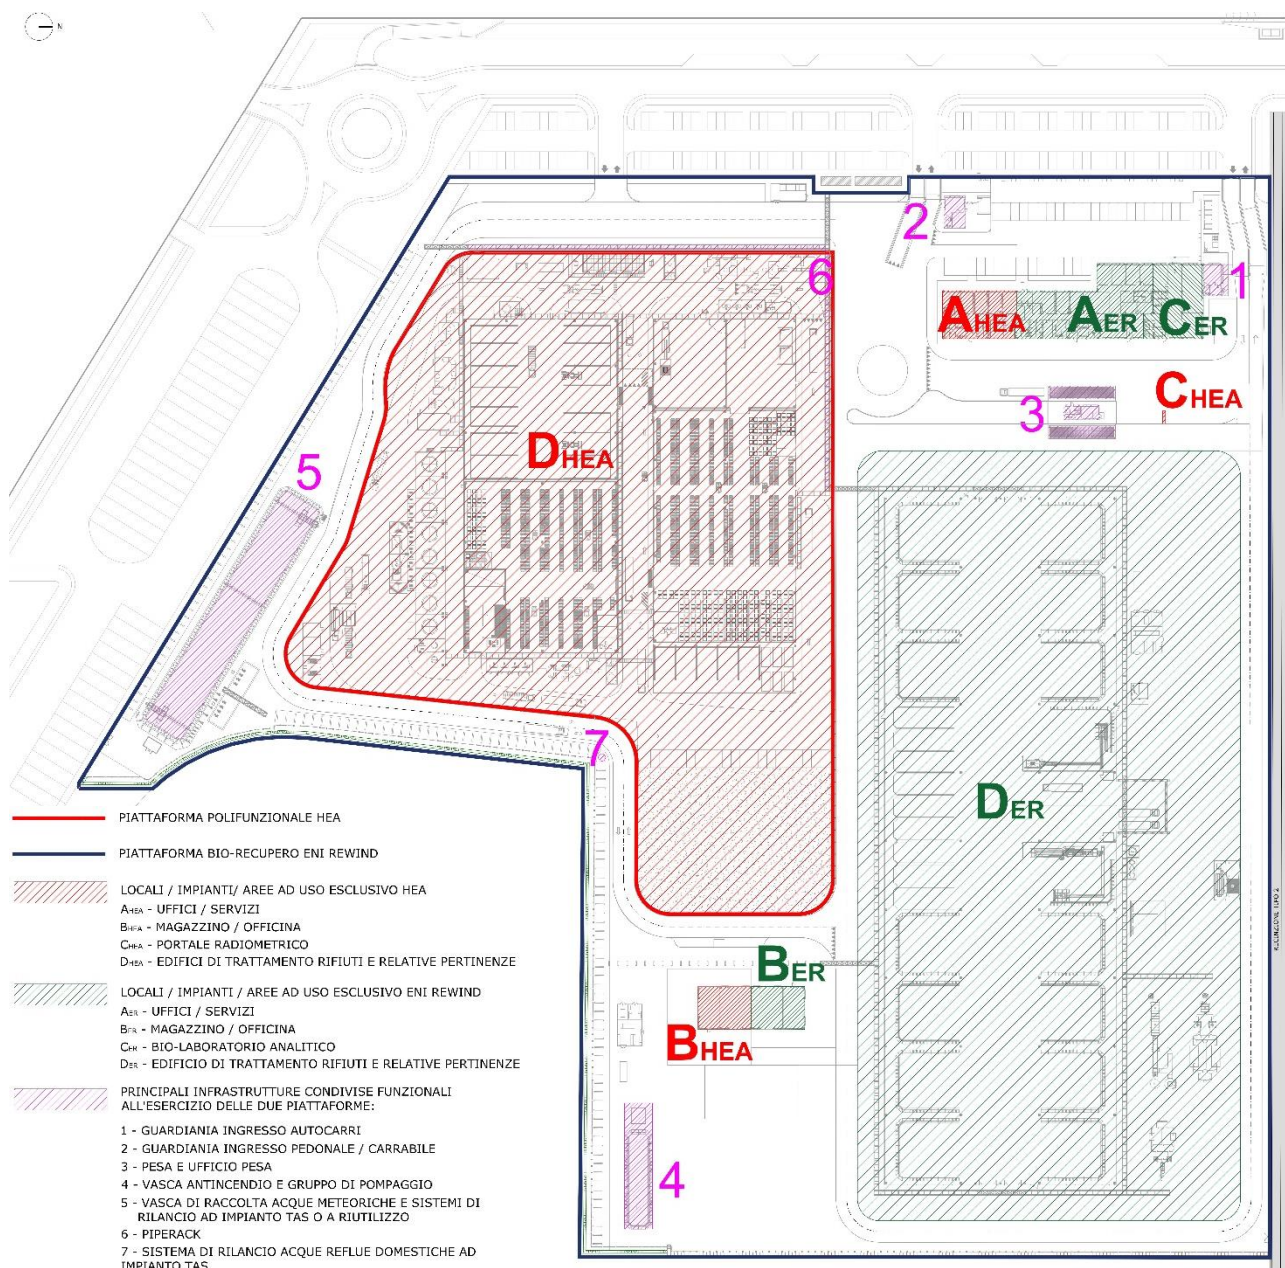 N
2
6
1
AHEA
AER
CER
CHEA
3
DHEA
5
7
DER
BER
BHEA
4
PIATTAFORMA POLIFUNZIONALE HEA
PIATTAFORMA BIO-RECUPERO ENI REWIND
LOCALI / IMPIANTI/ AREE AD USO ESCLUSIVO HEA
AHEA - UFFICI / SERVIZI
BHEA - MAGAZZINO / OFFICINA
CHEA - PORTALE RADIOMETRICO
DHEA - EDIFICI DI TRATTAMENTO RIFIUTI E RELATIVE PERTINENZE
LOCALI / IMPIANTI / AREE AD USO ESCLUSIVO ENI REWIND
AER - UFFICI / SERVIZI
BER - MAGAZZINO / OFFICINA
CER - BIO-LABORATORIO ANALITICO
DER - EDIFICIO DI TRATTAMENTO RIFIUTI E RELATIVE PERTINENZE
PRINCIPALI INFRASTRUTTURE CONDIVISE FUNZIONALI
ALL'ESERCIZIO DELLE DUE PIATTAFORME:
1 - GUARDIANIA INGRESSO AUTOCARRI
2 - GUARDIANIA INGRESSO PEDONALE / CARRABILE
3 - PESA E UFFICIO PESA
4 - VASCA ANTINCENDIO E GRUPPO DI POMPAGGIO
5 - VASCA DI RACCOLTA ACQUE METEORICHE E SISTEMI DI
RILANCIO AD IMPIANTO TAS O A RIUTILIZZO
6 - PIPERACK
7 - SISTEMA DI RILANCIO ACQUE REFLUE DOMESTICHE AD
IMPIANTO TAS